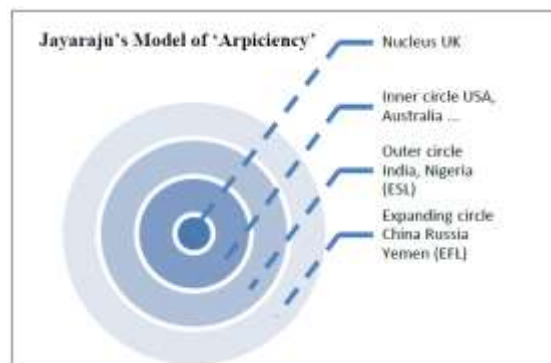 Jayaraju's Model of 'Arpiciency'
Nucleus UK
Inner circle USA,
Australia ...
Outer circle
India, Nigeria
(ESL)
Expanding circle
China Russia
Yemen (EFL)